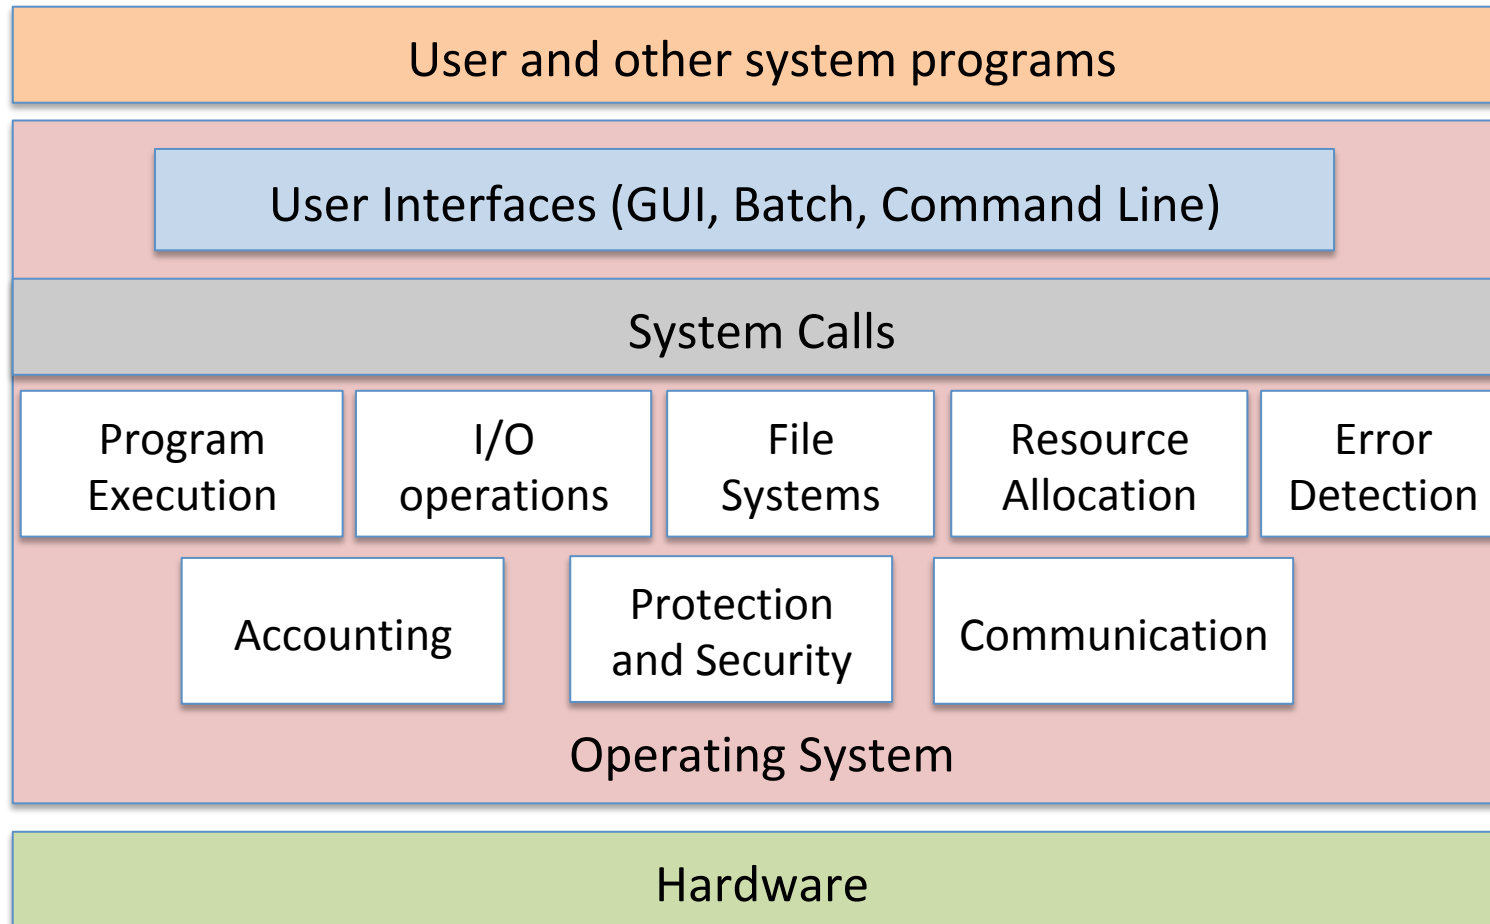 User and other system programs
User Interfaces (GUI, Batch, Command Line)
System Calls
Program
Execution
I/O
operations
File
Systems
Resource
Allocation
Error
Detection
Accounting
Protection
and Security
Communication
Operating System
Hardware